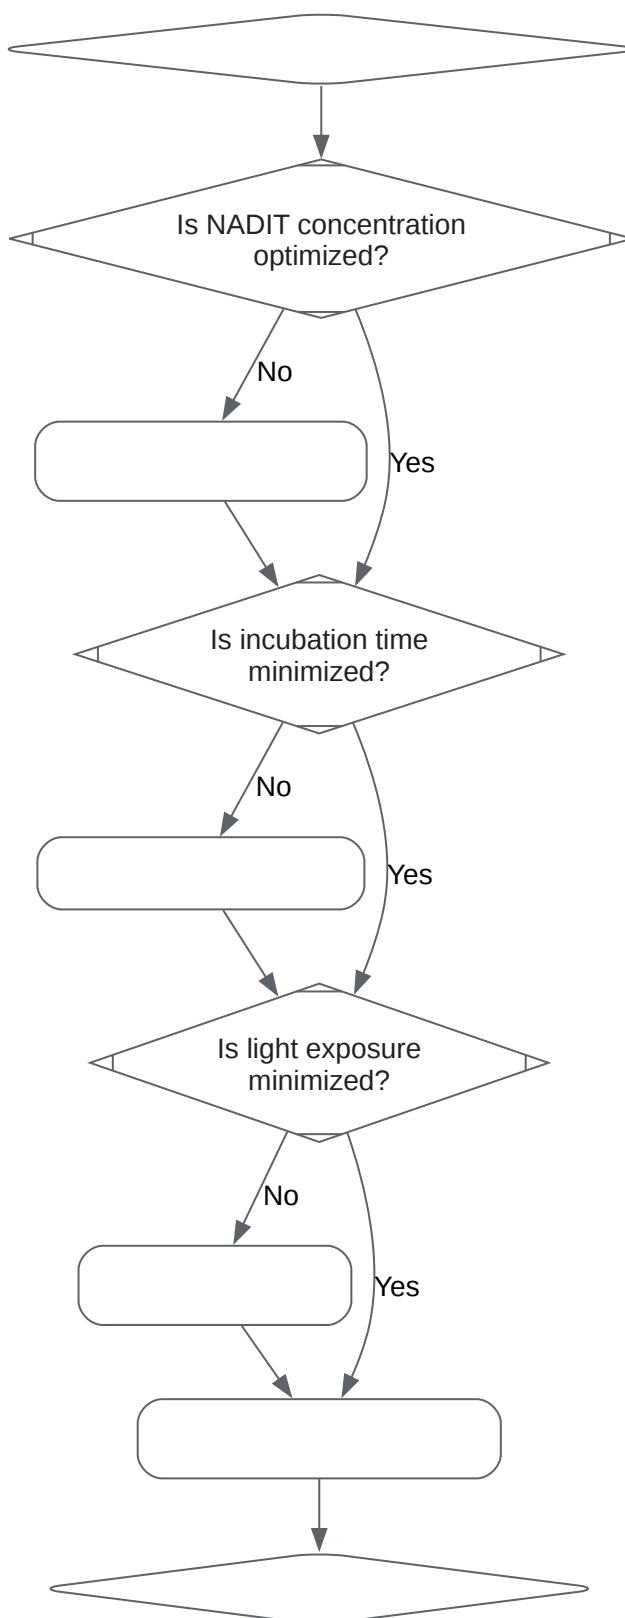 Is NADIT concentration
optimized?
No
Yes
Is incubation time
minimized?
No
Yes
Is light exposure
minimized?
No
Yes